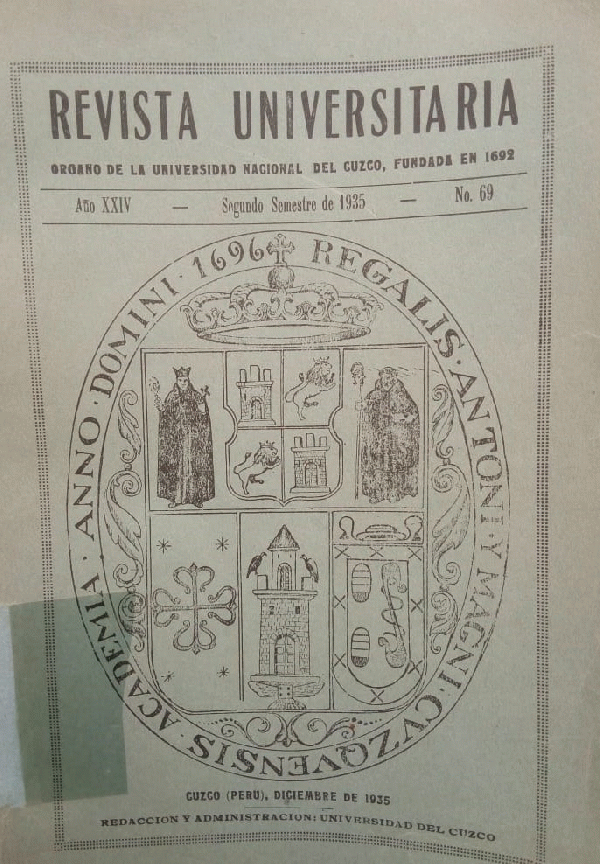 REVISTA UNIVERSITARIA
ORGANO DE LA UNIVERSIDAD NACIONAL DEL CUZCO, FUNDADA EN 1692
Año XXIV — Segundo Semestre de 1935 — No. 69
REGALIS · ANTONI · Y MAGNI · CVZQVENSIS · ACADEMIA · ANNO · DOMINI · 1696
CUZCO (PERU), DICIEMBRE DE 1935
REDACCION Y ADMINISTRACION: UNIVERSIDAD DEL CUZCO